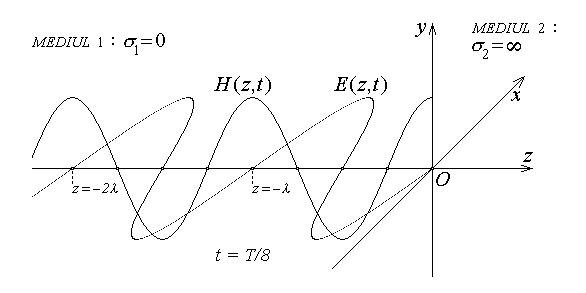 MEDIUL 1 : σ₁=0
y
MEDIUL 2 :
σ₂=∞
H(z,t)
E(z,t)
x
z
z=-2λ
z=-λ
O
t = T/8